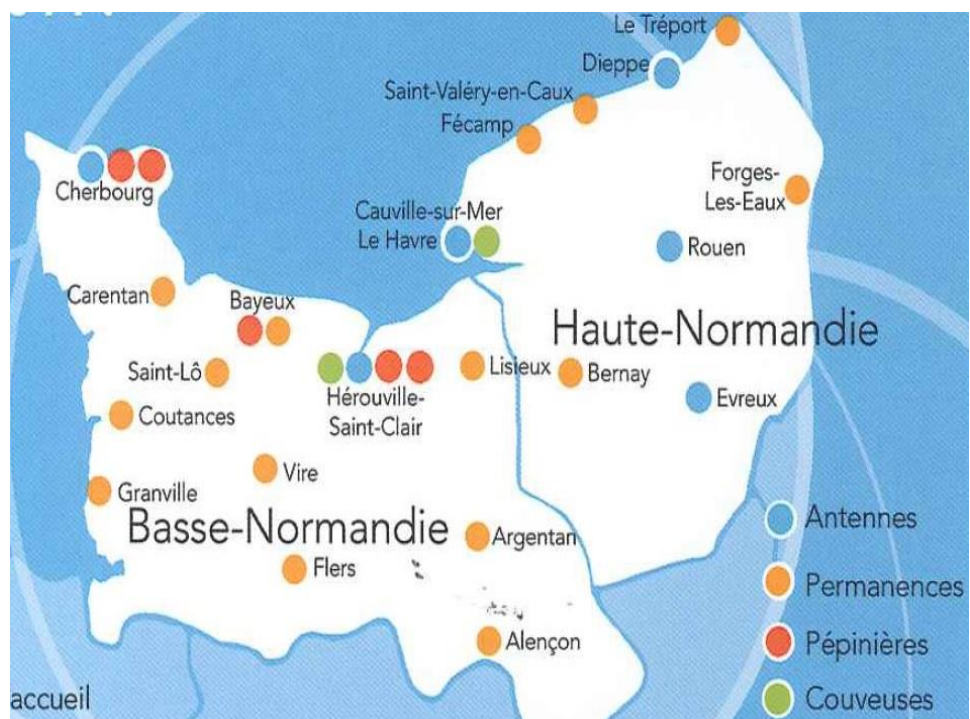 Le Tréport
Dieppe
Saint-Valéry-en-Caux
Fécamp
Forges-
Les-Eaux
Cherbourg
Cauville-sur-Mer
Le Havre
Rouen
Carentan
Bayeux
Haute-Normandie
Saint-Lô
Lisieux
Bernay
Hérouville-
Saint-Clair
Evreux
Coutances
Vire
Granville
Basse-Normandie
Argentan
Flers
Alençon
Antennes
Permanences
Pépinières
Couveuses
accueil